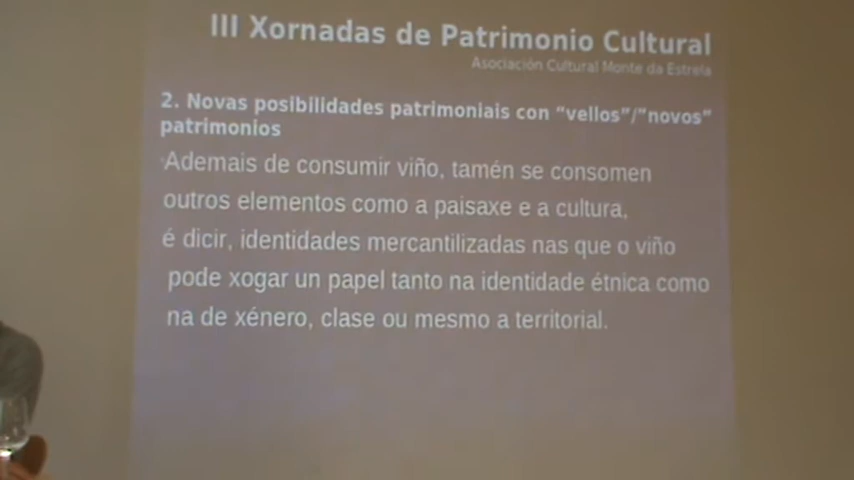 III Xornadas de Patrimonio Cultural
Asociación Cultural Monte da Estrela
2. Novas posibilidades patrimoniais con "vellos"/"novos"
patrimonios
Ademais de consumir viño, tamén se consomen
outros elementos como a paisaxe e a cultura,
é dicir, identidades mercantilizadas nas que o viño
pode xogar un papel tanto na identidade étnica como
na de xénero, clase ou mesmo a territorial.